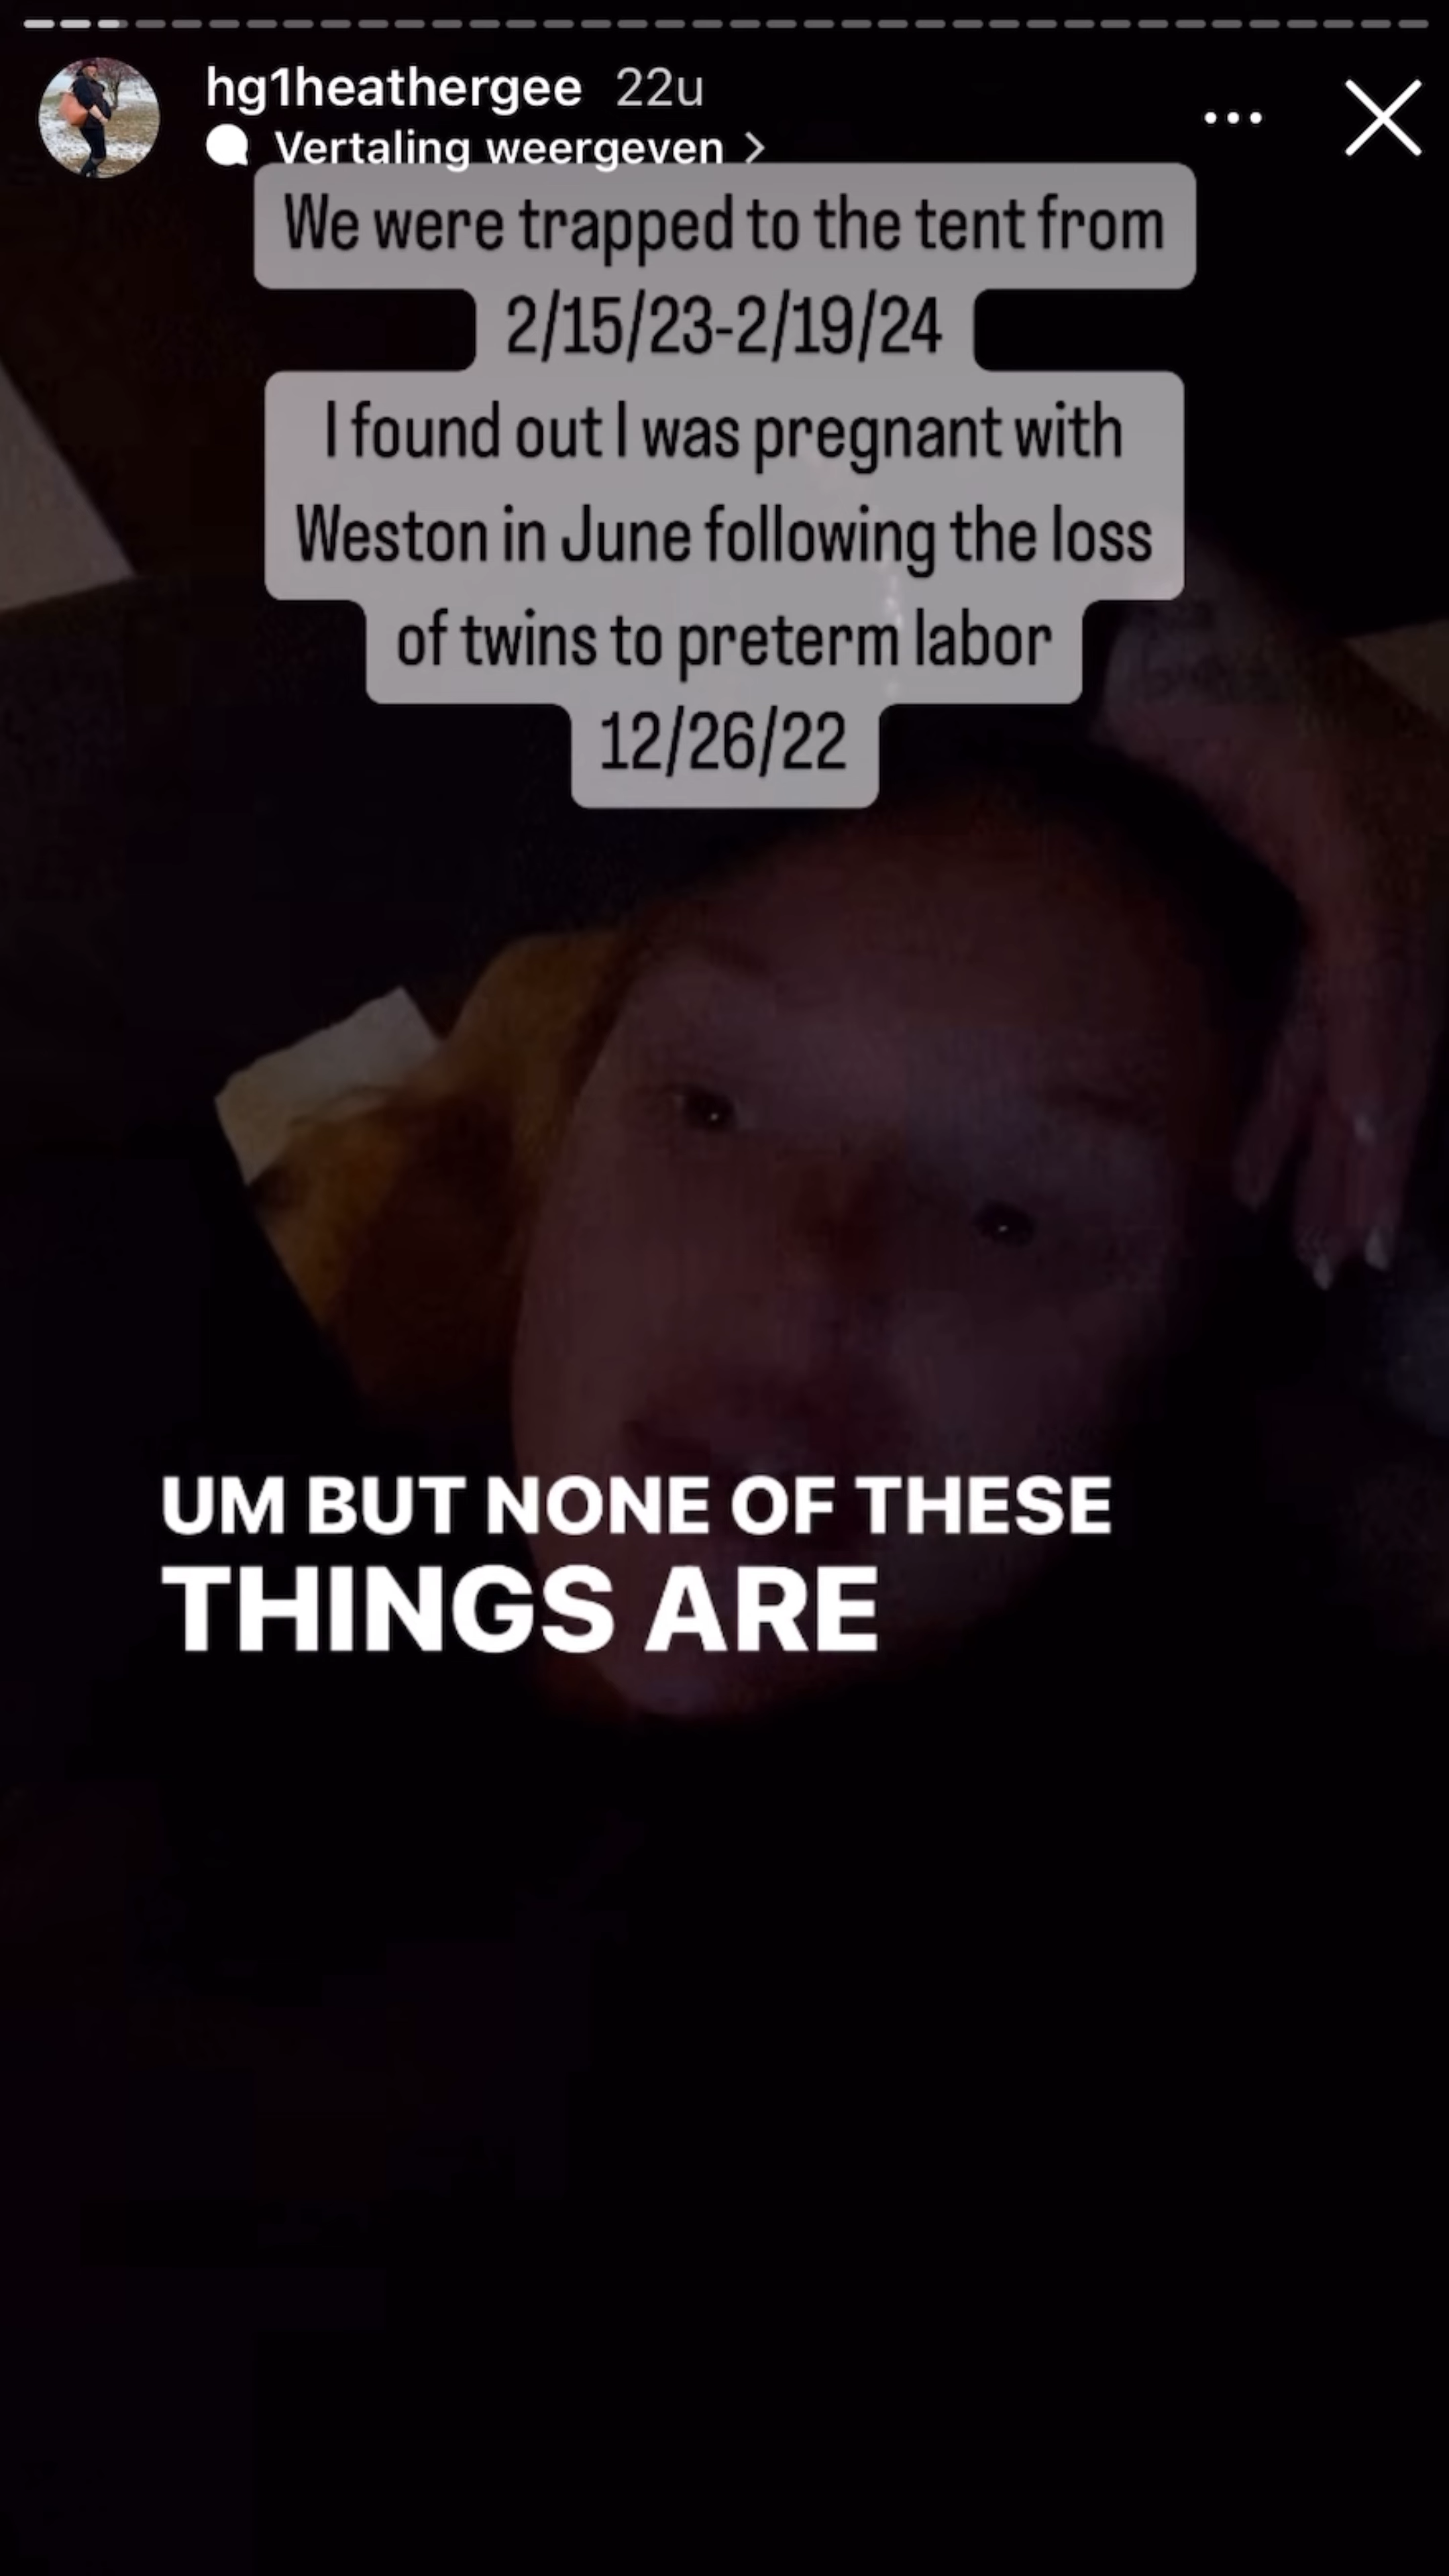 hg1heathergee 22u
Vertaling weergeven >
We were trapped to the tent from
2/15/23-2/19/24
I found out I was pregnant with
Weston in June following the loss
of twins to preterm labor
12/26/22
UM BUT NONE OF THESE
THINGS ARE